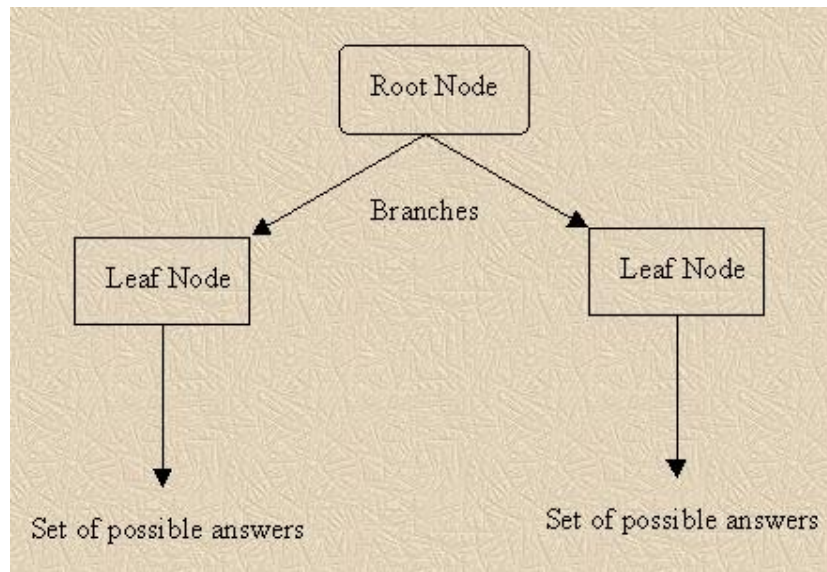 Root Node
Branches
Leaf Node
Leaf Node
Set of possible answers
Set of possible answers